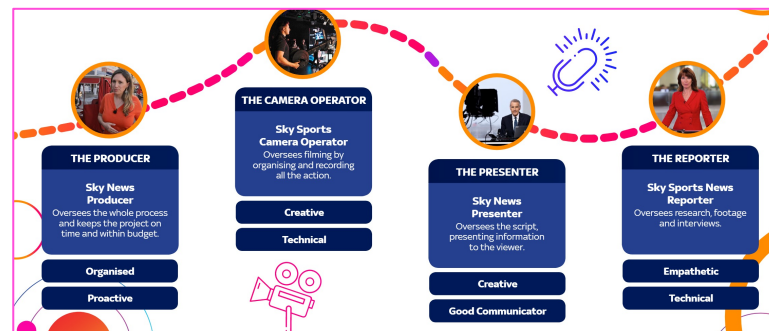 THE PRODUCER
Sky News
Producer
Oversees the whole process
and keeps the project on
time and within budget.
Organised
Proactive
THE CAMERA OPERATOR
Sky Sports
Camera Operator
Oversees filming by
organising and recording
all the action.
Creative
Technical
THE PRESENTER
Sky News
Presenter
Oversees the script,
presenting information
to the viewer.
Creative
Good Communicator
THE REPORTER
Sky Sports News
Reporter
Oversees research, footage
and interviews.
Empathetic
Technical